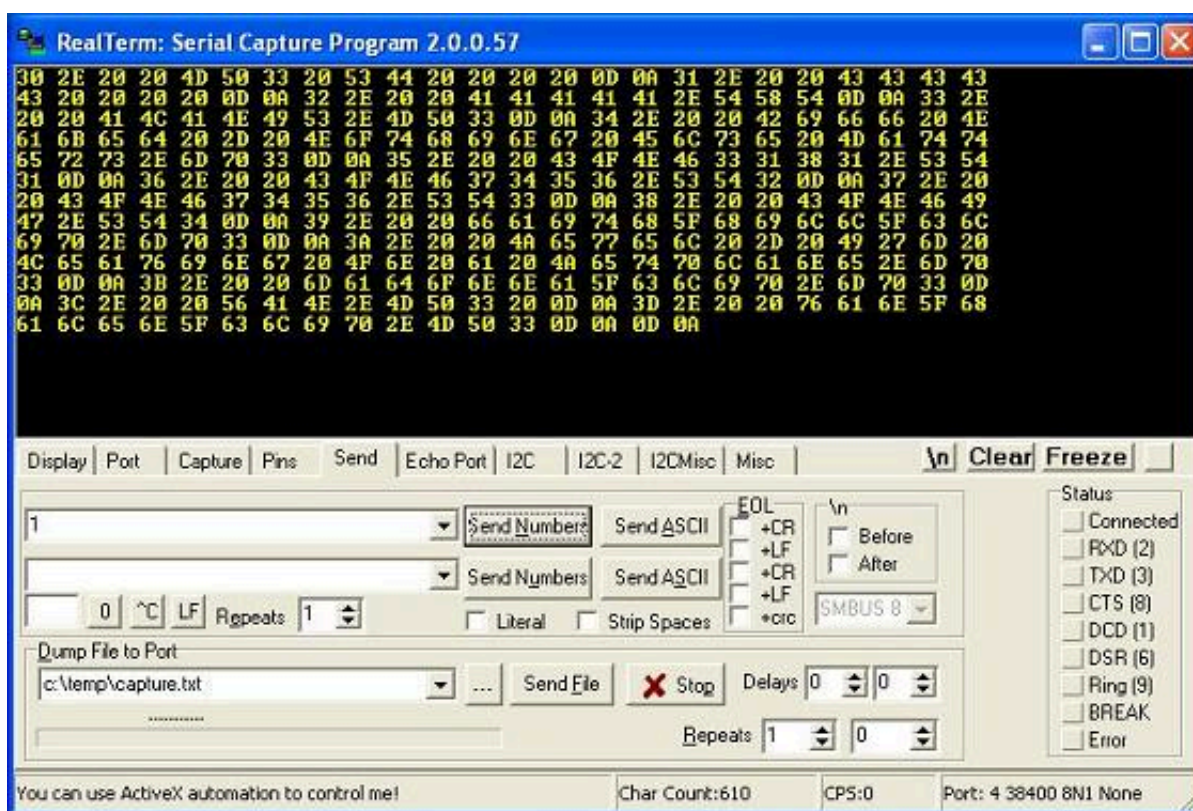 RealTerm: Serial Capture Program 2.0.0.57
30 2E 20 20 4D 50 33 20 53 44 20 20 20 20 0D 0A 31 2E 20 20 43 43 43 43
43 20 20 20 20 0D 0A 32 2E 20 20 41 41 41 41 41 2E 54 58 54 0D 0A 33 2E
20 20 41 4C 41 4E 49 53 2E 4D 50 33 0D 0A 34 2E 20 20 42 69 66 66 20 4E
61 6B 65 64 20 2D 20 4E 6F 74 68 69 6E 67 20 45 6C 73 65 20 4D 61 74 74
65 72 73 2E 6D 70 33 0D 0A 35 2E 20 20 43 4F 4E 46 33 31 38 31 2E 53 54
31 0D 0A 36 2E 20 20 43 4F 4E 46 37 34 35 36 2E 53 54 32 0D 0A 37 2E 20
20 43 4F 4E 46 37 34 35 36 2E 53 54 33 0D 0A 38 2E 20 20 43 4F 4E 46 49
47 2E 53 54 34 0D 0A 39 2E 20 20 66 61 69 74 68 5F 68 69 6C 6C 5F 63 6C
69 70 2E 6D 70 33 0D 0A 3A 2E 20 20 4A 65 77 65 6C 20 2D 20 49 27 6D 20
4C 65 61 76 69 6E 67 20 4F 6E 20 61 20 4A 65 74 70 6C 61 6E 65 2E 6D 70
33 0D 0A 3B 2E 20 20 6D 61 64 6F 6E 6E 61 5F 63 6C 69 70 2E 6D 70 33 0D
0A 3C 2E 20 20 56 41 4E 2E 4D 50 33 20 0D 0A 3D 2E 20 20 76 61 6E 5F 68
61 6C 65 6E 5F 63 6C 69 70 2E 4D 50 33 0D 0A 0D 0A
Display Port Capture Pins Send Echo Port I2C I2C-2 I2CMisc Misc \n Clear Freeze
1 Send Numbers Send ASCII
Send Numbers Send ASCII
0 ^C LF Repeats 1 Literal Strip Spaces
EOL
+CR
+LF
+CR
+LF
+crc
\n
Before
After
SMBUS 8
Dump File to Port
c:\temp\capture.txt ... Send File Stop Delays 0 0
Repeats 1 0
Status
Connected
RXD (2)
TXD (3)
CTS (8)
DCD (1)
DSR (6)
Ring (9)
BREAK
Error
You can use ActiveX automation to control me! Char Count:610 CPS:0 Port: 4 38400 8N1 None